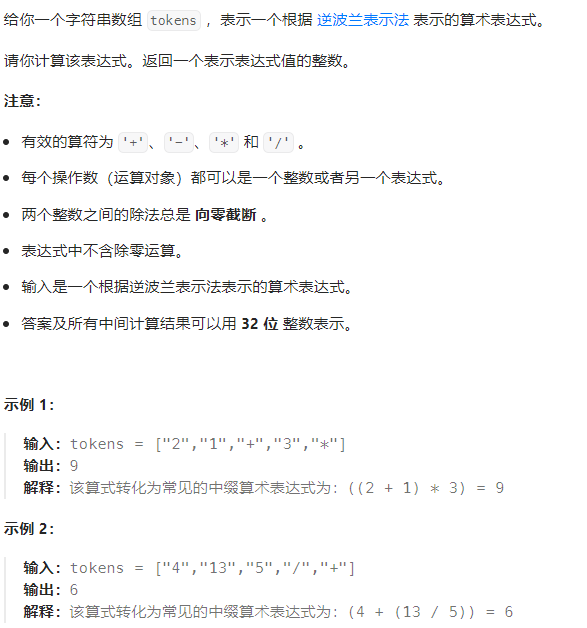 给你一个字符串数组 tokens ，表示一个根据 逆波兰表示法 表示的算术表达式。
请你计算该表达式。返回一个表示表达式值的整数。
注意：
有效的算符为 '+'、'-'、'*' 和 '/' 。
每个操作数（运算对象）都可以是一个整数或者另一个表达式。
两个整数之间的除法总是 向零截断 。
表达式中不含除零运算。
输入是一个根据逆波兰表示法表示的算术表达式。
答案及所有中间计算结果可以用 32 位 整数表示。
示例 1：
输入：tokens = ["2","1","+","3","*"]
输出：9
解释：该算式转化为常见的中缀算术表达式为：((2 + 1) * 3) = 9
示例 2：
输入：tokens = ["4","13","5","/","+"]
输出：6
解释：该算式转化为常见的中缀算术表达式为：(4 + (13 / 5)) = 6